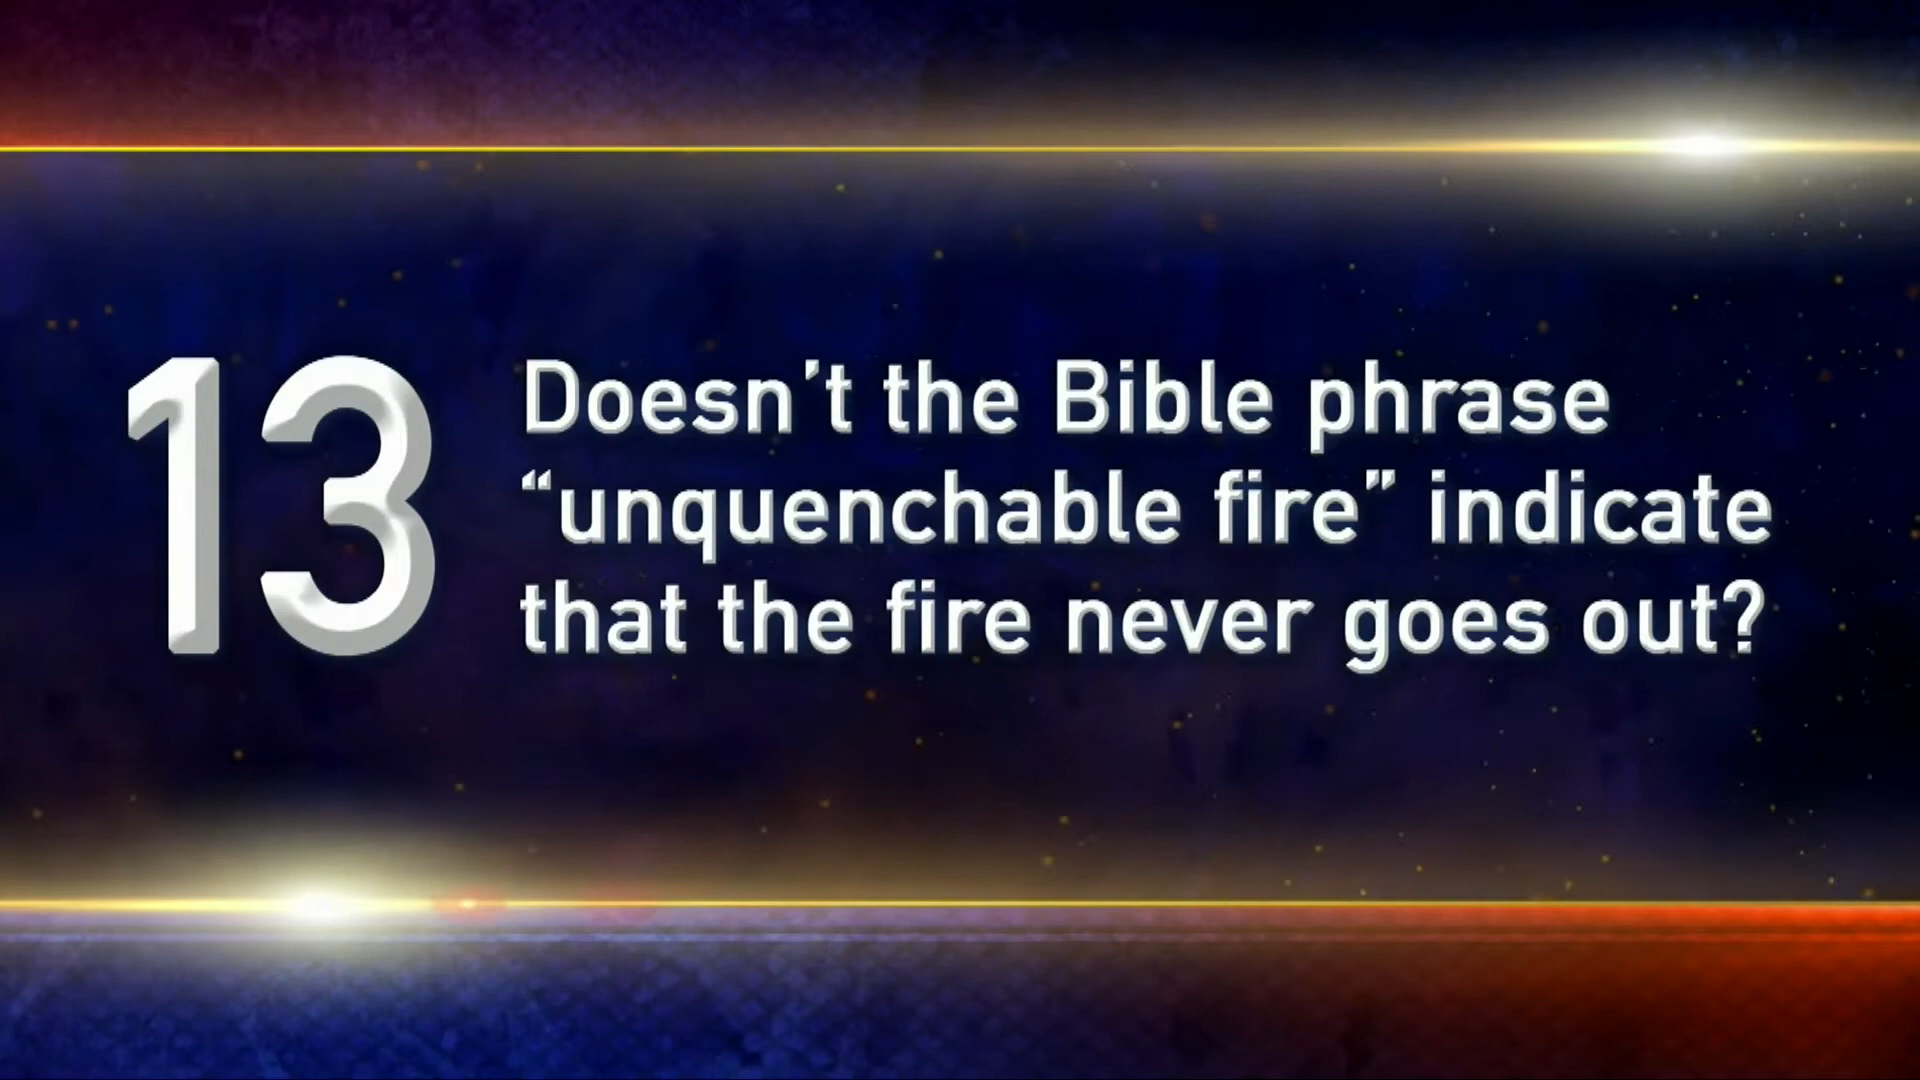 13
Doesn’t the Bible phrase
“unquenchable fire” indicate
that the fire never goes out?